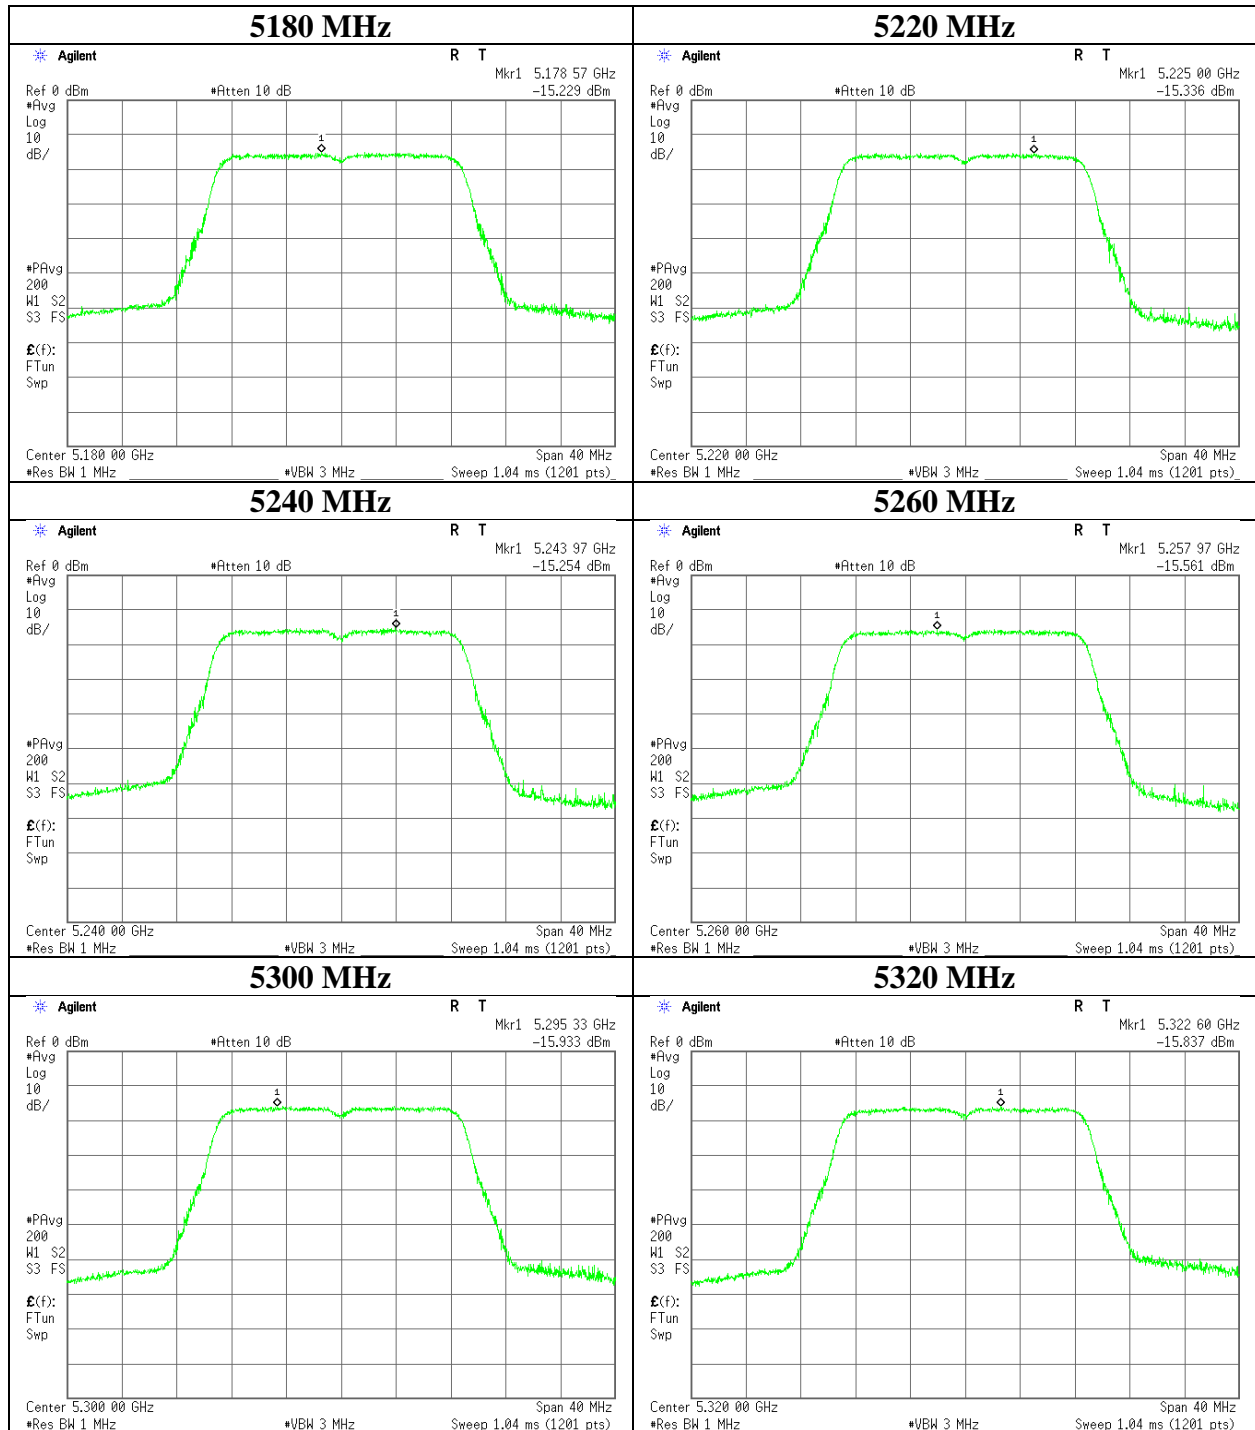 5180 MHz
Agilent R T
Mkr1 5.178 57 GHz
Ref 0 dBm #Atten 10 dB -15.229 dBm
#Avg
Log
10
dB/
1
#PAvg
200
W1 S2
S3 FS
£(f):
FTun
Swp
Center 5.180 00 GHz Span 40 MHz
#Res BW 1 MHz #VBW 3 MHz Sweep 1.04 ms (1201 pts)
5220 MHz
Agilent R T
Mkr1 5.225 00 GHz
Ref 0 dBm #Atten 10 dB -15.336 dBm
#Avg
Log
10
dB/
1
#PAvg
200
W1 S2
S3 FS
£(f):
FTun
Swp
Center 5.220 00 GHz Span 40 MHz
#Res BW 1 MHz #VBW 3 MHz Sweep 1.04 ms (1201 pts)
5240 MHz
Agilent R T
Mkr1 5.243 97 GHz
Ref 0 dBm #Atten 10 dB -15.254 dBm
#Avg
Log
10
dB/
1
#PAvg
200
W1 S2
S3 FS
£(f):
FTun
Swp
Center 5.240 00 GHz Span 40 MHz
#Res BW 1 MHz #VBW 3 MHz Sweep 1.04 ms (1201 pts)
5260 MHz
Agilent R T
Mkr1 5.257 97 GHz
Ref 0 dBm #Atten 10 dB -15.561 dBm
#Avg
Log
10
dB/
1
#PAvg
200
W1 S2
S3 FS
£(f):
FTun
Swp
Center 5.260 00 GHz Span 40 MHz
#Res BW 1 MHz #VBW 3 MHz Sweep 1.04 ms (1201 pts)
5300 MHz
Agilent R T
Mkr1 5.295 33 GHz
Ref 0 dBm #Atten 10 dB -15.933 dBm
#Avg
Log
10
dB/
1
#PAvg
200
W1 S2
S3 FS
£(f):
FTun
Swp
Center 5.300 00 GHz Span 40 MHz
#Res BW 1 MHz #VBW 3 MHz Sweep 1.04 ms (1201 pts)
5320 MHz
Agilent R T
Mkr1 5.322 60 GHz
Ref 0 dBm #Atten 10 dB -15.837 dBm
#Avg
Log
10
dB/
1
#PAvg
200
W1 S2
S3 FS
£(f):
FTun
Swp
Center 5.320 00 GHz Span 40 MHz
#Res BW 1 MHz #VBW 3 MHz Sweep 1.04 ms (1201 pts)